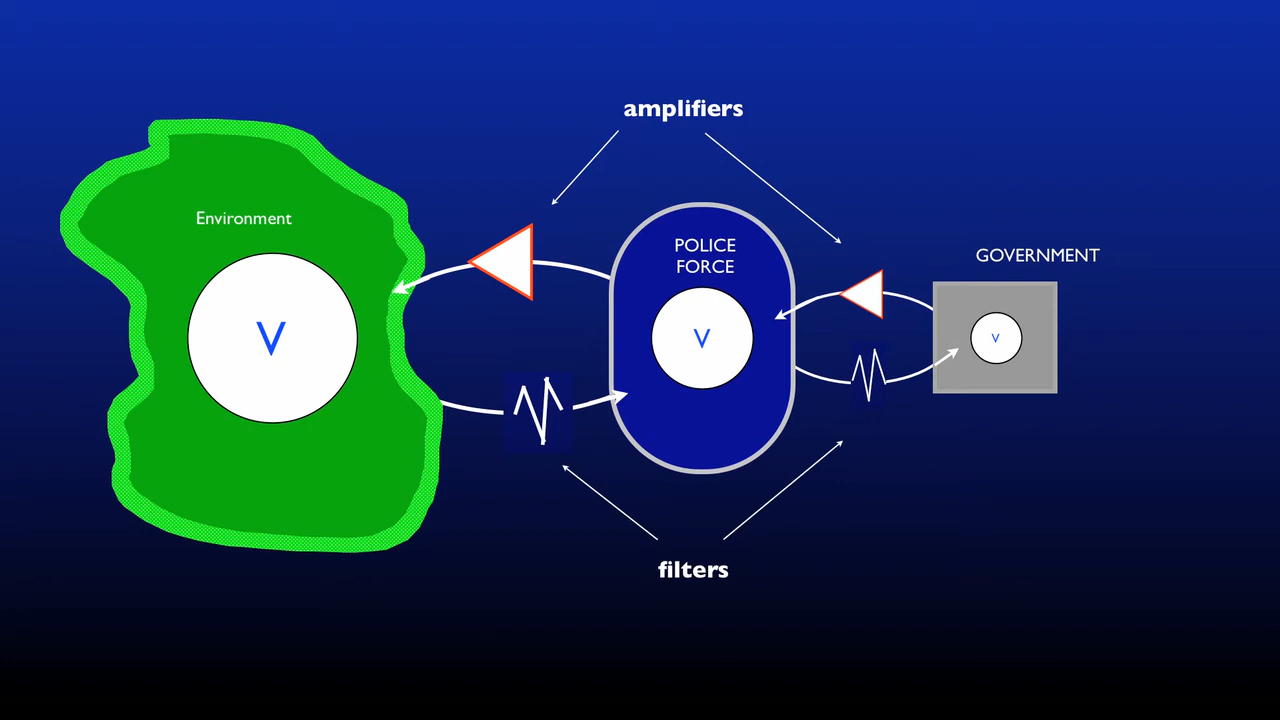 amplifiers
Environment
POLICE
FORCE
GOVERNMENT
V
V
V
filters